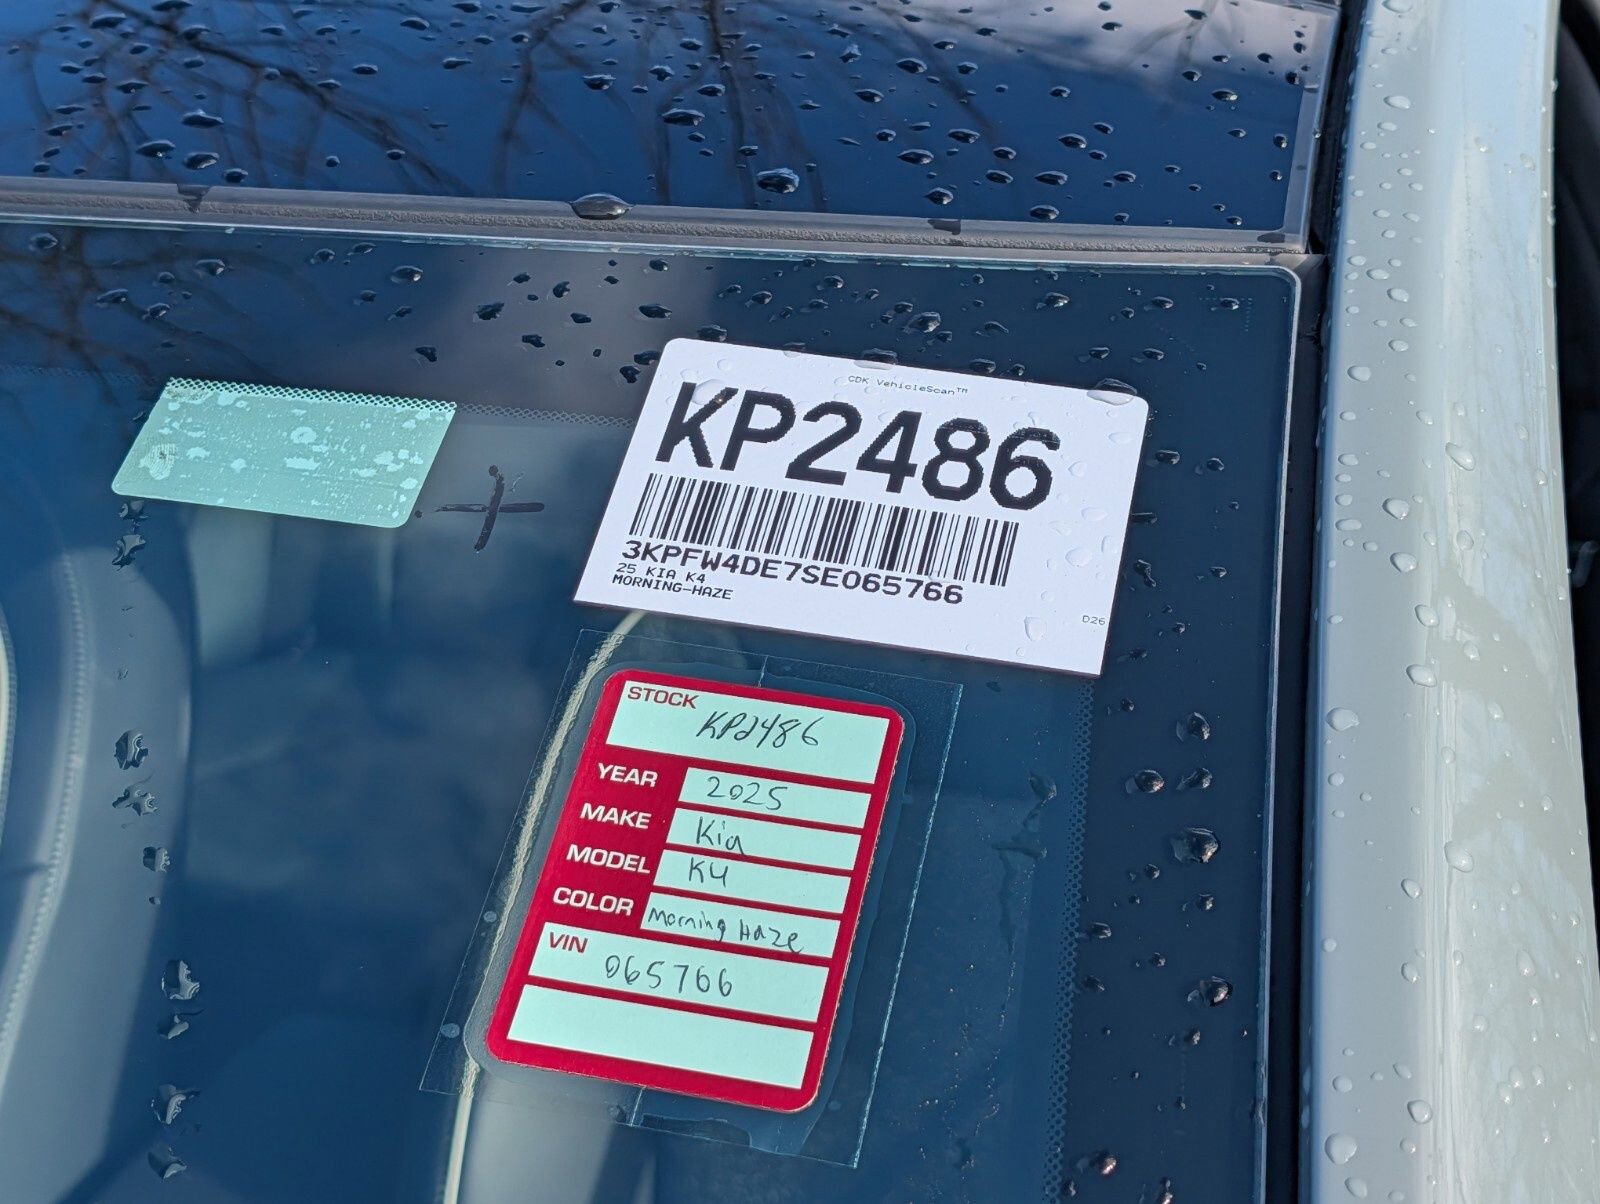 CDK VehicleScan™
KP2486
3KPFW4DE7SE065766
25 KIA K4
MORNING-HAZE
D26
STOCK KP2486
YEAR 2025
MAKE Kia
MODEL K4
COLOR Morning Haze
VIN 065766